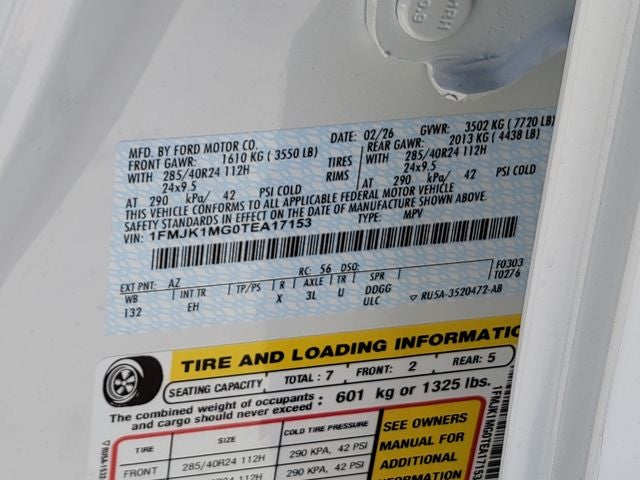 MFD. BY FORD MOTOR CO.
DATE: 02/26 GVWR: 3502 KG ( 7720 LB)
FRONT GAWR: 1610 KG ( 3550 LB) REAR GAWR: 2013 KG ( 4438 LB)
WITH 285/40R24 112H TIRES WITH 285/40R24 112H
24x9.5 RIMS 24x9.5
AT 290 kPa/ 42 PSI COLD AT 290 kPa/ 42 PSI COLD
THIS VEHICLE CONFORMS TO ALL APPLICABLE FEDERAL MOTOR VEHICLE
SAFETY STANDARDS IN EFFECT ON THE DATE OF MANUFACTURE SHOWN ABOVE.
VIN: 1FMJK1MG0TEA17153 TYPE: MPV
F0303
T0276
EXT PNT: AZ RC: 56 DSO:
WB INT TR TP/PS R AXLE TR SPR
132 EH X 3L U DDGG
ULC ▽ RU5A-3520472-AB
TIRE AND LOADING INFORMATIO
SEATING CAPACITY TOTAL : 7 FRONT: 2 REAR: 5
The combined weight of occupants and cargo should never exceed : 601 kg or 1325 lbs.
TIRE SIZE COLD TIRE PRESSURE
FRONT 285/40R24 112H 290 KPA, 42 PSI
285/40R24 112H 290 KPA, 42 PSI
SEE OWNERS
MANUAL FOR
ADDITIONAL
INFORMATION
1FMJK1MG0TEA17153